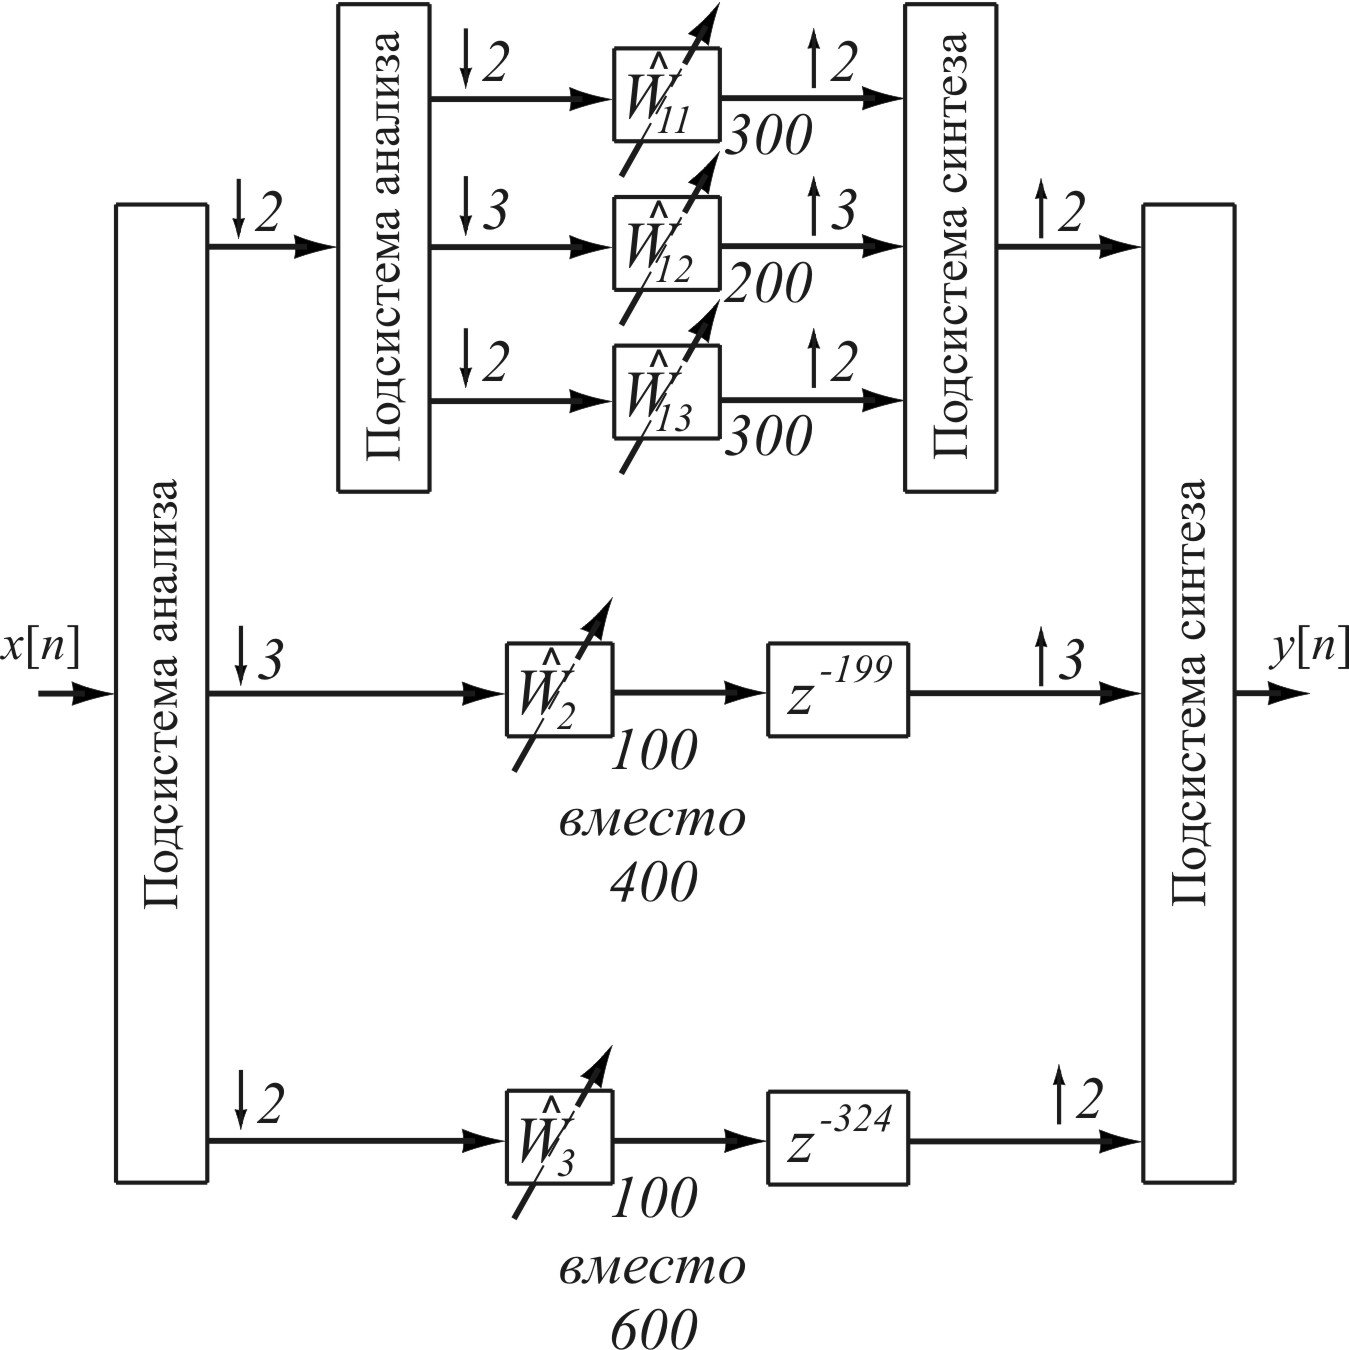 Подсистема анализа
↓2
Ŵ11
300
↑2
↓3
Ŵ12
200
↑3
↓2
Ŵ13
300
↑2
Подсистема синтеза
x[n]
Подсистема анализа
↓2
↑2
↓3
Ŵ2
100
вместо
400
z-199
↑3
↓2
Ŵ3
100
вместо
600
z-324
↑2
Подсистема синтеза
y[n]